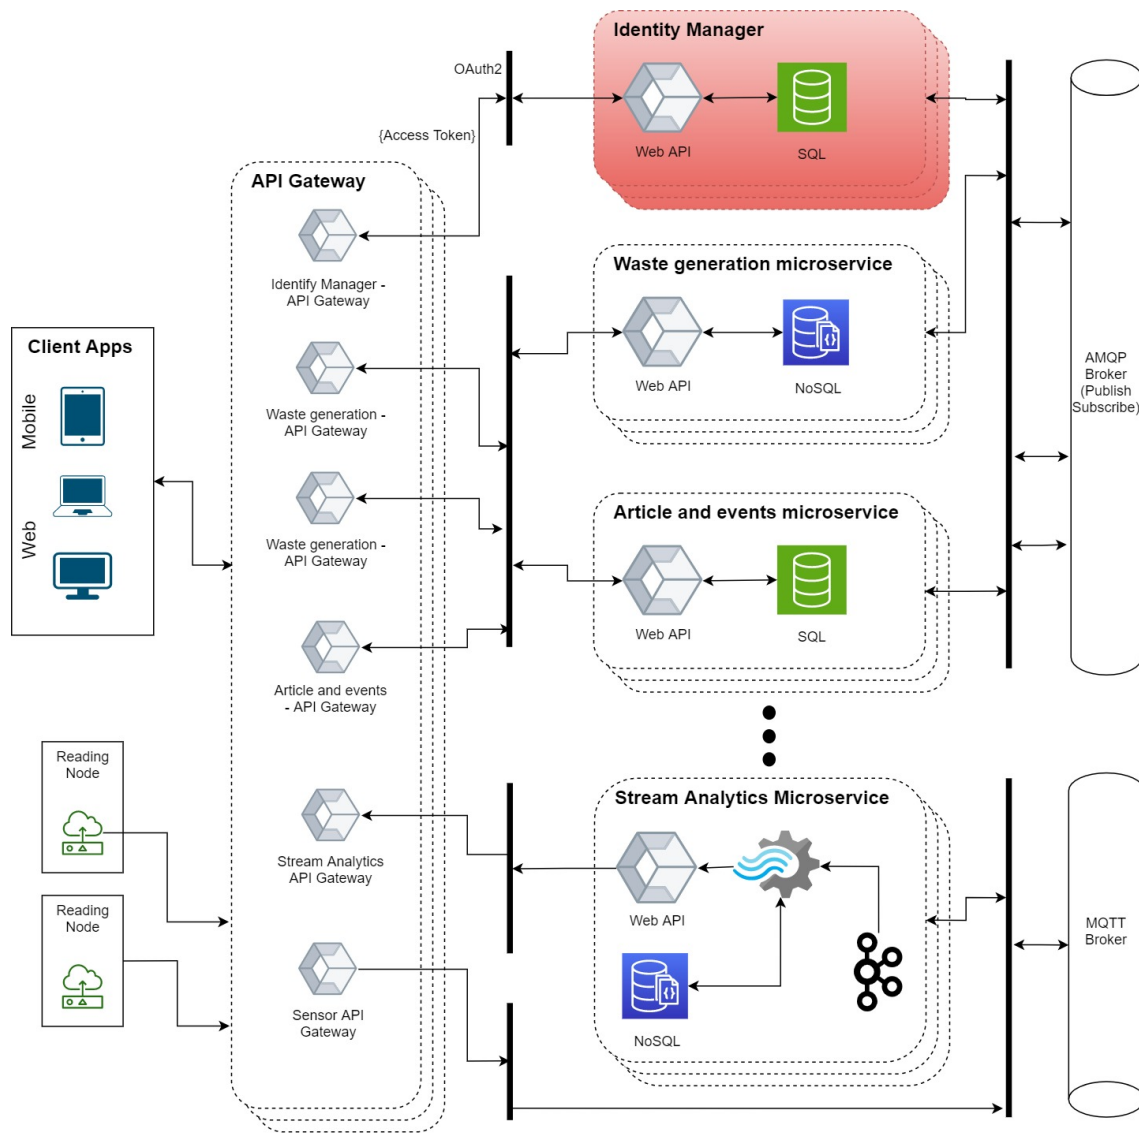 Identity Manager
OAuth2
{Access Token}
Web API
SQL
API Gateway
Identify Manager -
API Gateway
Waste generation microservice
Web API
NoSQL
Client Apps
Mobile
Web
Waste generation -
API Gateway
Waste generation -
API Gateway
AMQP
Broker
(Publish
Subscribe)
Article and events microservice
Web API
SQL
Article and events
- API Gateway
Reading
Node
Reading
Node
Stream Analytics
API Gateway
Sensor API
Gateway
Stream Analytics Microservice
Web API
NoSQL
MQTT
Broker